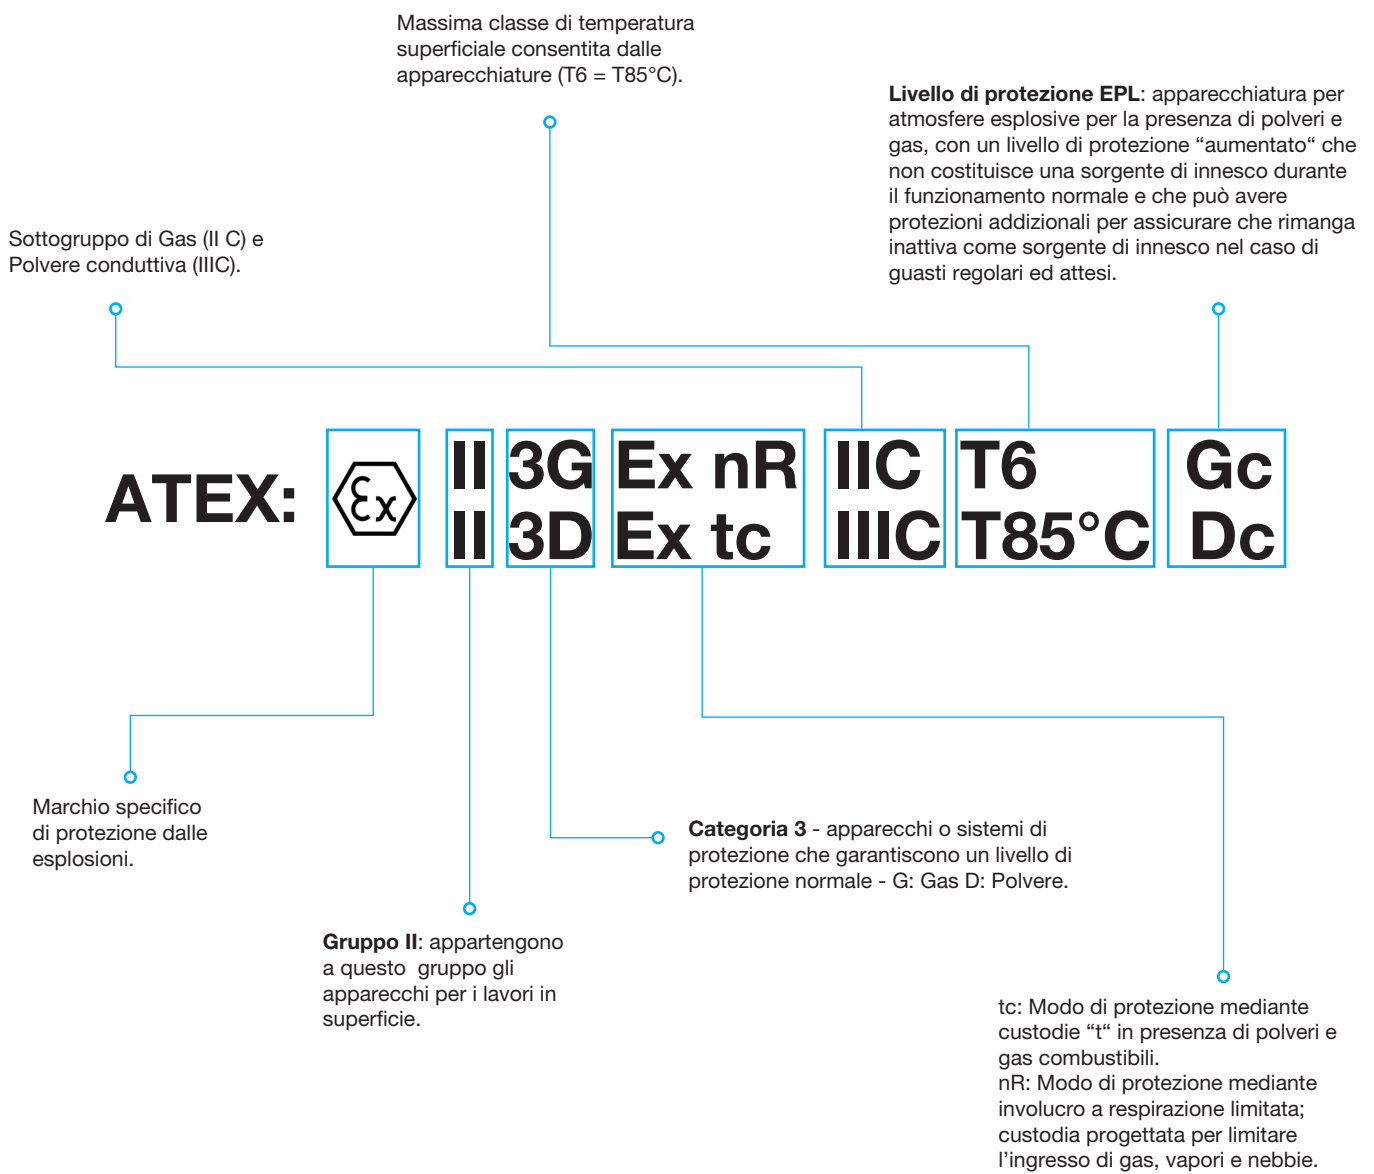 Massima classe di temperatura
superficiale consentita dalle
apparecchiature (T6 = T85°C).
Livello di protezione EPL: apparecchiatura per
atmosfere esplosive per la presenza di polveri e
gas, con un livello di protezione “aumentato“ che
non costituisce una sorgente di innesco durante
il funzionamento normale e che può avere
protezioni addizionali per assicurare che rimanga
inattiva come sorgente di innesco nel caso di
guasti regolari ed attesi.
Sottogruppo di Gas (II C) e
Polvere conduttiva (IIIC).
ATEX: Ex
II 3G Ex nR IIC T6 Gc
II 3D Ex tc IIIC T85°C Dc
Marchio specifico
di protezione dalle
esplosioni.
Categoria 3 - apparecchi o sistemi di
protezione che garantiscono un livello di
protezione normale - G: Gas D: Polvere.
Gruppo II: appartengono
a questo gruppo gli
apparecchi per i lavori in
superficie.
tc: Modo di protezione mediante
custodie “t“ in presenza di polveri e
gas combustibili.
nR: Modo di protezione mediante
involucro a respirazione limitata;
custodia progettata per limitare
l’ingresso di gas, vapori e nebbie.